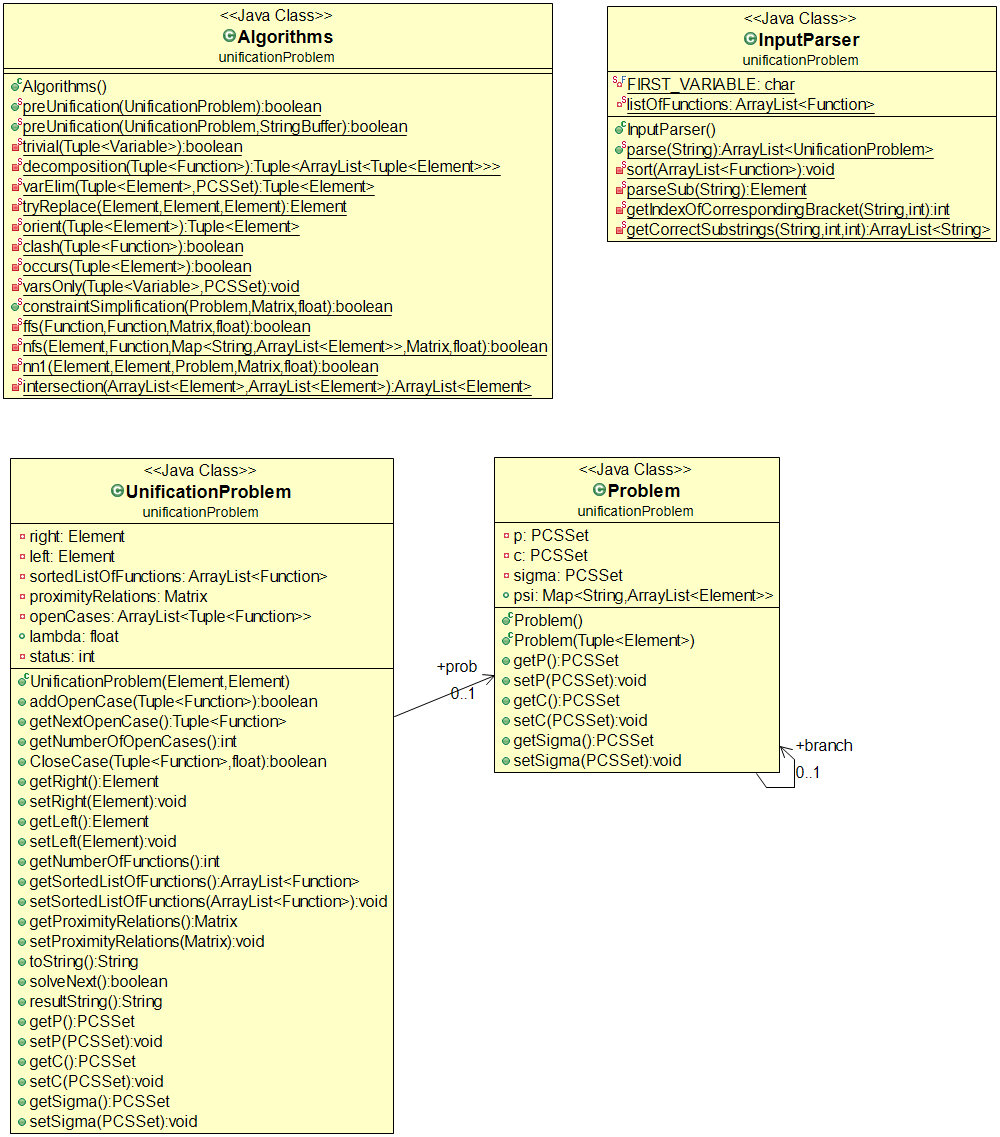 <<Java Class>>
Algorithms
unificationProblem
Algorithms()
preUnification(UnificationProblem):boolean
preUnification(UnificationProblem,StringBuffer):boolean
trivial(Tuple<Variable>):boolean
decomposition(Tuple<Function>):Tuple<ArrayList<Tuple<Element>>>
varElim(Tuple<Element>,PCSSet):Tuple<Element>
tryReplace(Element,Element,Element):Element
orient(Tuple<Element>):Tuple<Element>
clash(Tuple<Function>):boolean
occurs(Tuple<Element>):boolean
varsOnly(Tuple<Variable>,PCSSet):void
constraintSimplification(Problem,Matrix,float):boolean
ffs(Function,Function,Matrix,float):boolean
nfs(Element,Function,Map<String,ArrayList<Element>>,Matrix,float):boolean
nn1(Element,Element,Problem,Matrix,float):boolean
intersection(ArrayList<Element>,ArrayList<Element>):ArrayList<Element>
<<Java Class>>
InputParser
unificationProblem
FIRST_VARIABLE: char
listOfFunctions: ArrayList<Function>
InputParser()
parse(String):ArrayList<UnificationProblem>
sort(ArrayList<Function>):void
parseSub(String):Element
getIndexOfCorrespondingBracket(String,int):int
getCorrectSubstrings(String,int,int):ArrayList<String>
<<Java Class>>
UnificationProblem
unificationProblem
right: Element
left: Element
sortedListOfFunctions: ArrayList<Function>
proximityRelations: Matrix
openCases: ArrayList<Tuple<Function>>
lambda: float
status: int
UnificationProblem(Element,Element)
addOpenCase(Tuple<Function>):boolean
getNextOpenCase():Tuple<Function>
getNumberOfOpenCases():int
CloseCase(Tuple<Function>,float):boolean
getRight():Element
setRight(Element):void
getLeft():Element
setLeft(Element):void
getNumberOfFunctions():int
getSortedListOfFunctions():ArrayList<Function>
setSortedListOfFunctions(ArrayList<Function>):void
getProximityRelations():Matrix
setProximityRelations(Matrix):void
toString():String
solveNext():boolean
resultString():String
getP():PCSSet
setP(PCSSet):void
getC():PCSSet
setC(PCSSet):void
getSigma():PCSSet
setSigma(PCSSet):void
+prob
0..1
<<Java Class>>
Problem
unificationProblem
p: PCSSet
c: PCSSet
sigma: PCSSet
psi: Map<String,ArrayList<Element>>
Problem()
Problem(Tuple<Element>)
getP():PCSSet
setP(PCSSet):void
getC():PCSSet
setC(PCSSet):void
getSigma():PCSSet
setSigma(PCSSet):void
+branch
0..1